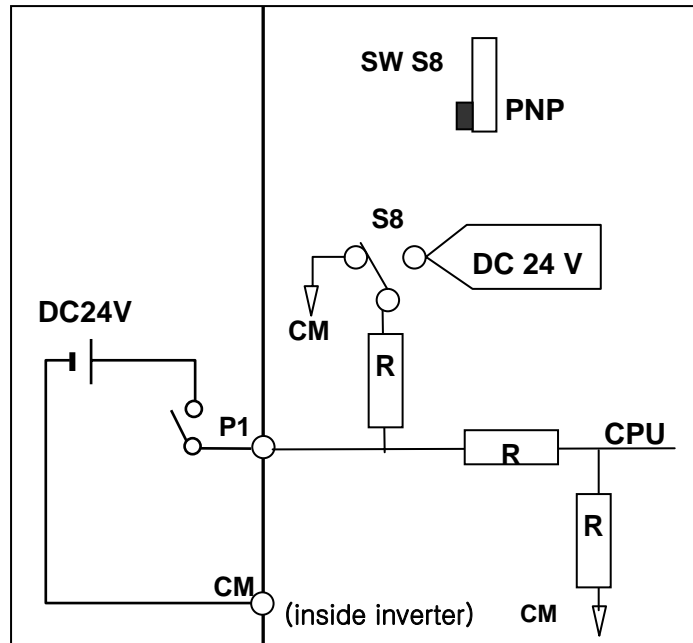 SW S8
PNP
S8
DC 24 V
CM
DC24V
R
P1
R
CPU
R
CM
(inside inverter)
CM